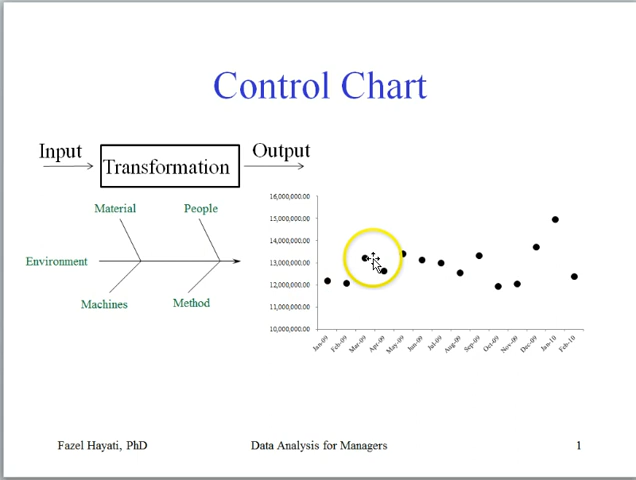 Control Chart
Input
Transformation
Output
Material
People
Environment
Machines
Method
16,000,000.00
15,000,000.00
14,000,000.00
13,000,000.00
12,000,000.00
11,000,000.00
10,000,000.00
Jan-09
Feb-09
Mar-09
Apr-09
May-09
Jun-09
Jul-09
Aug-09
Sep-09
Oct-09
Nov-09
Dec-09
Jan-10
Feb-10
Fazel Hayati, PhD
Data Analysis for Managers
1